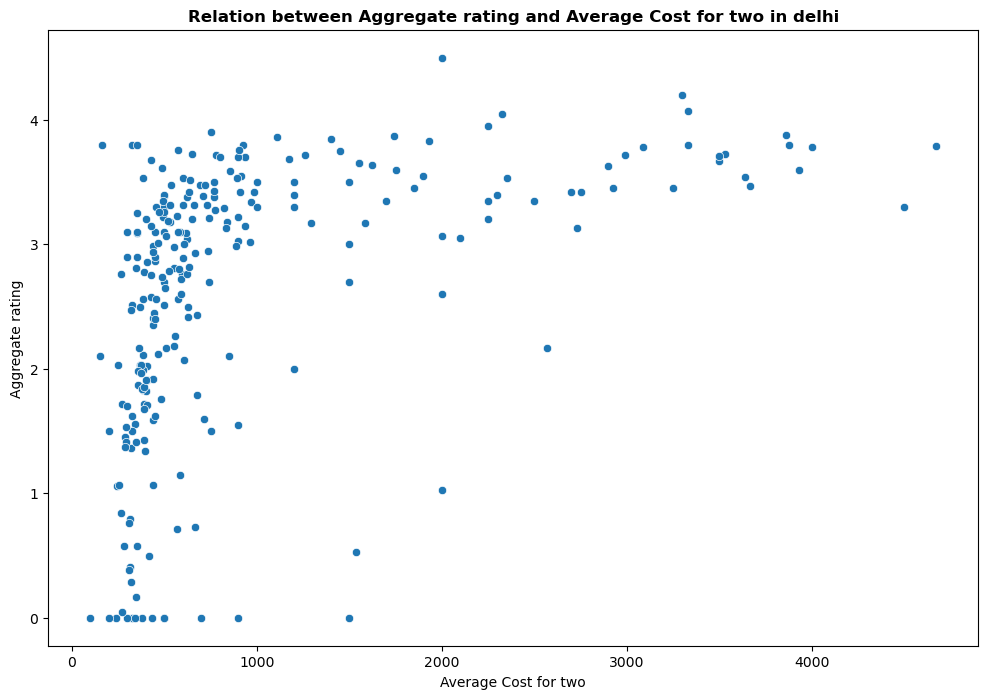 Relation between Aggregate rating and Average Cost for two in delhi
4
3
2
1
0
Aggregate rating
0 1000 2000 3000 4000
Average Cost for two